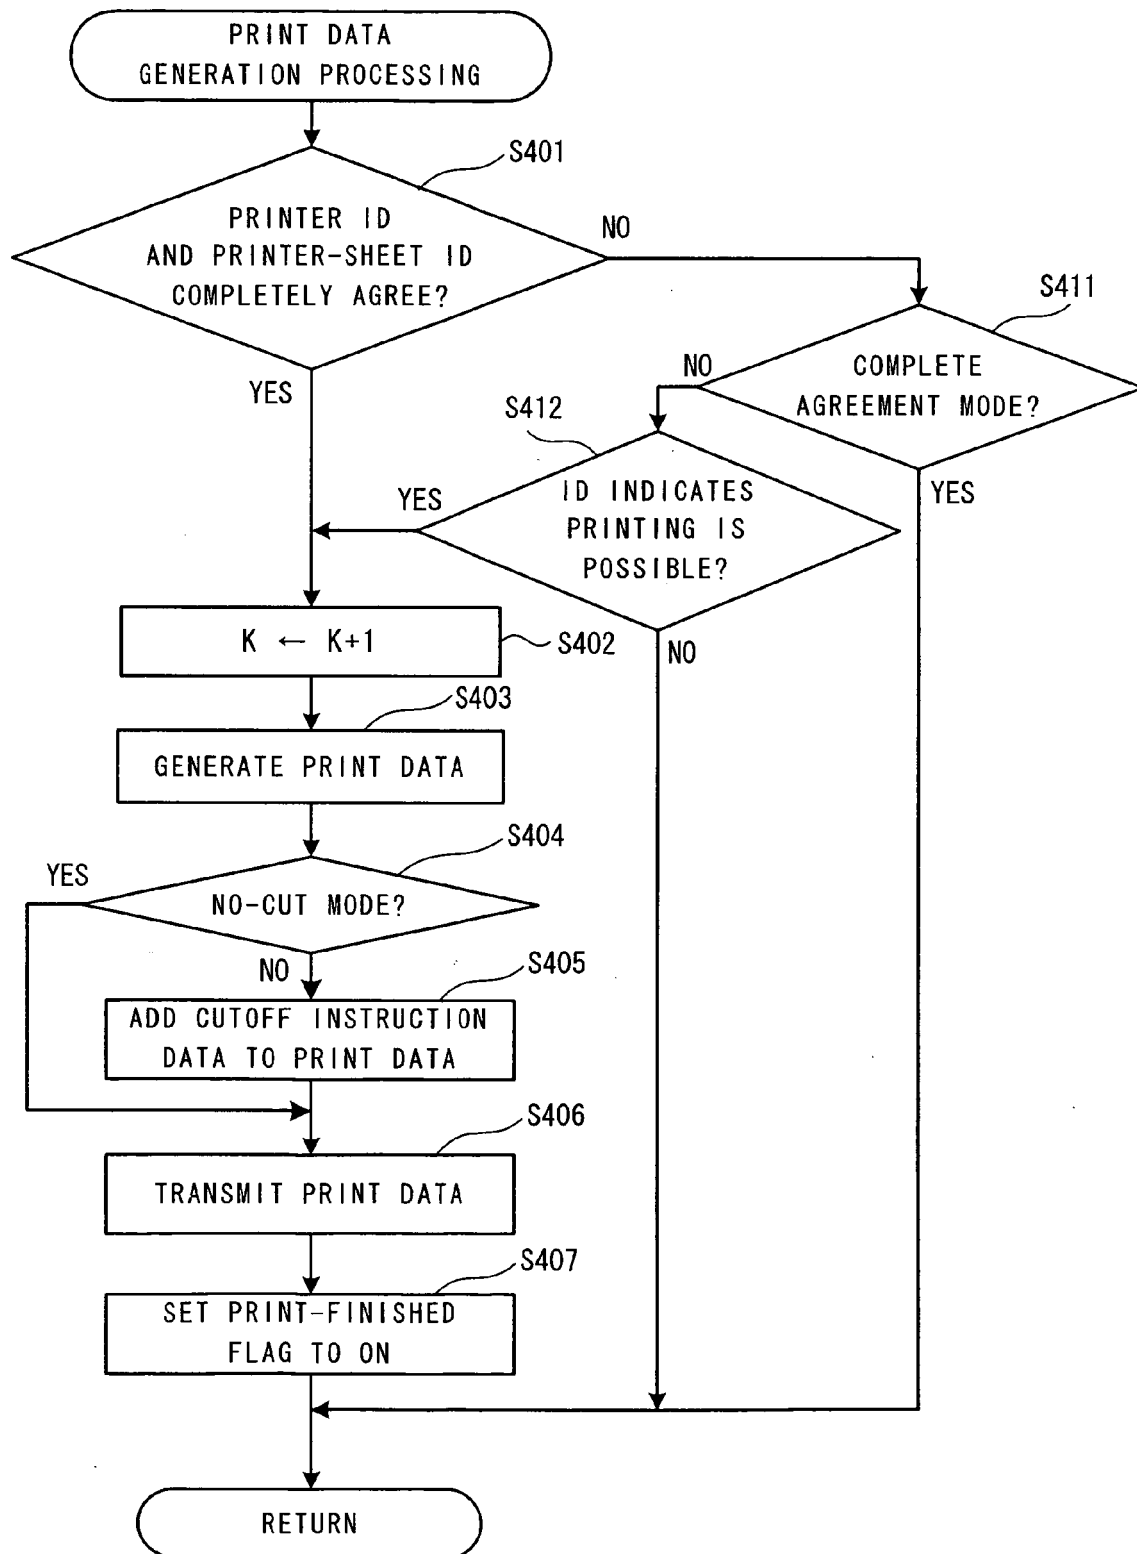 PRINT DATA
GENERATION PROCESSING
S401
PRINTER ID
AND PRINTER-SHEET ID
COMPLETELY AGREE?
NO
YES
S411
COMPLETE
AGREEMENT MODE?
NO
YES
S412
ID INDICATES
PRINTING IS
POSSIBLE?
YES
NO
K ← K+1
S402
S403
GENERATE PRINT DATA
S404
NO-CUT MODE?
YES
NO
S405
ADD CUTOFF INSTRUCTION
DATA TO PRINT DATA
S406
TRANSMIT PRINT DATA
S407
SET PRINT-FINISHED
FLAG TO ON
RETURN